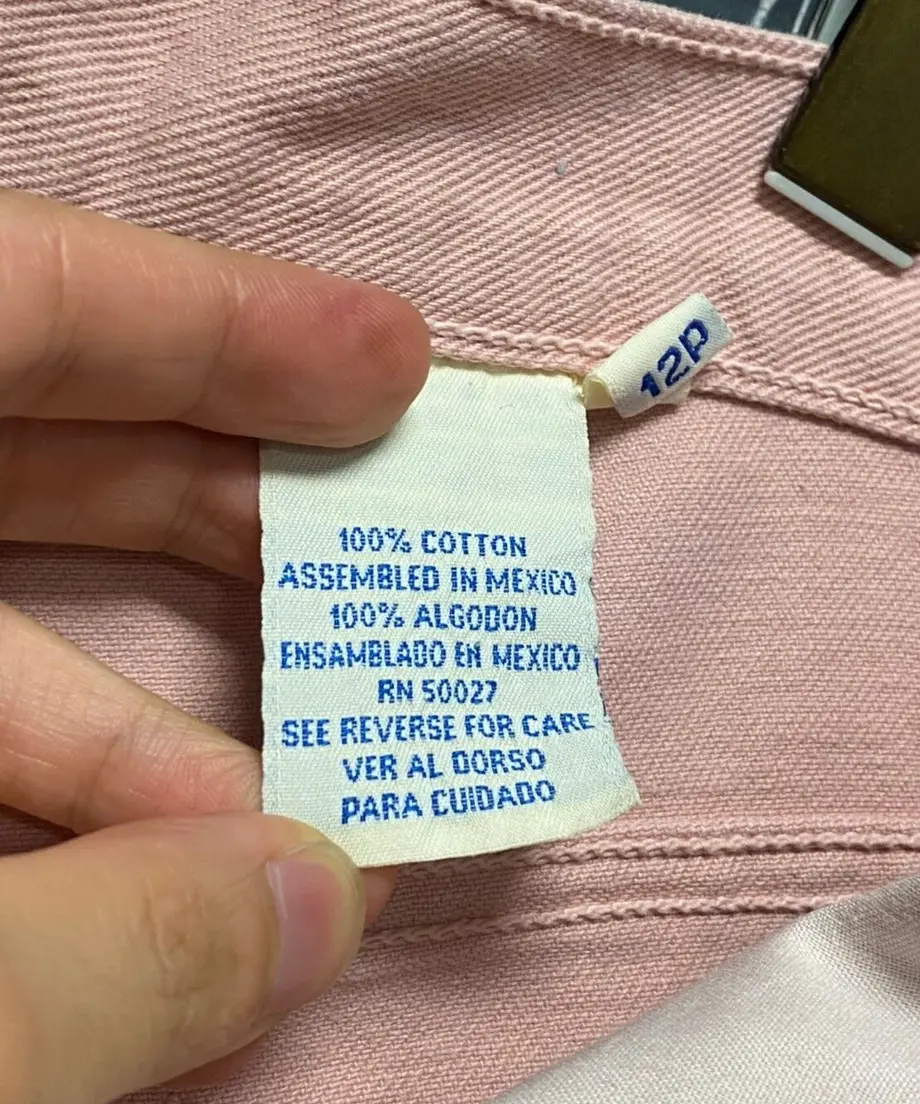 12P
100% COTTON
ASSEMBLED IN MEXICO
100% ALGODON
ENSAMBLADO EN MEXICO
RN 50027
SEE REVERSE FOR CARE
VER AL DORSO
PARA CUIDADO